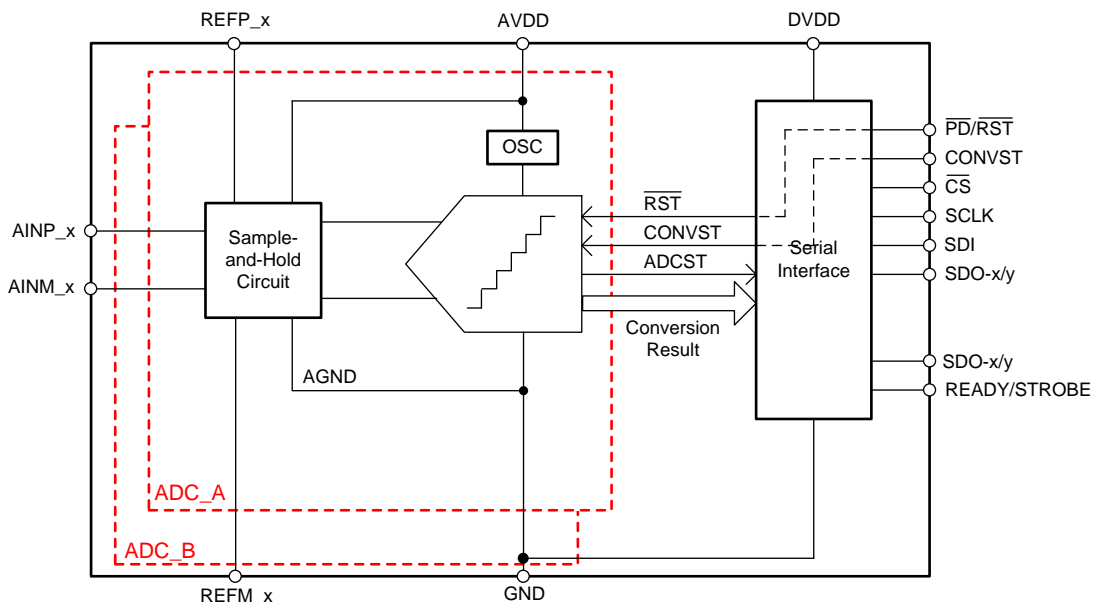 REFP_x
AVDD
DVDD
PD/RST
CONVST
CS
SCLK
SDI
SDO-x/y
SDO-x/y
READY/STROBE
OSC
RST
CONVST
ADCST
Conversion
Result
Serial
Interface
AINP_x
AINM_x
Sample-
and-Hold
Circuit
AGND
ADC_A
ADC_B
REFM_x
GND